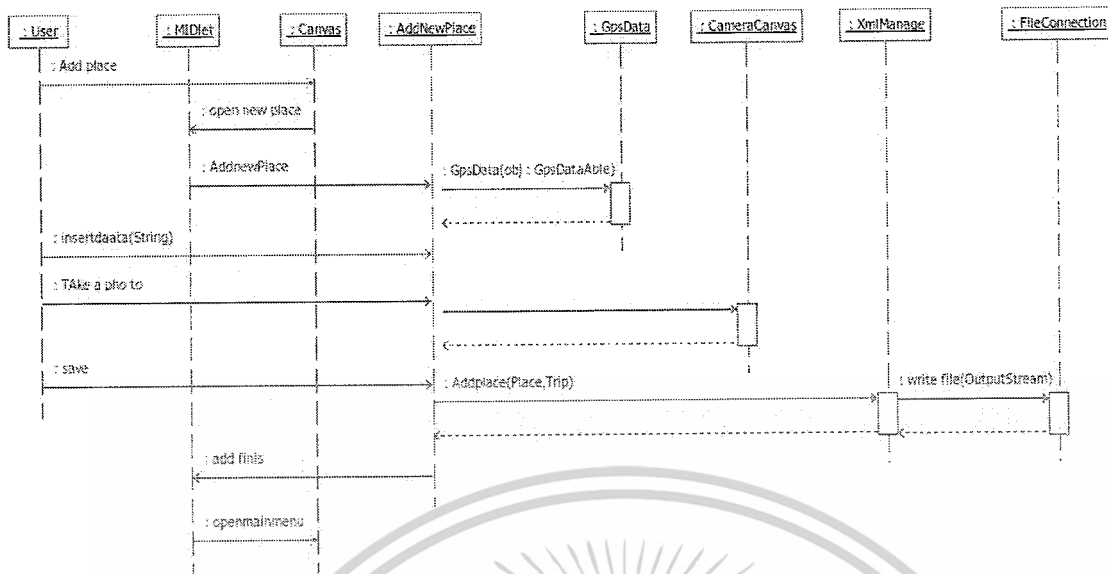 : User
: MIDlet
: Canvas
: AddNewPlace
: GpsData
: CameraCanvas
: XmlManage
: FileConnection
: Add place
: open new place
: AddnewPlace
: GpsData(obj : GpsDataAble)
: insertdaata(String)
: TAke a pho to
: save
: Addplace(Place,Trip)
: write file(OutputStream)
: add finis
: openmainmenu